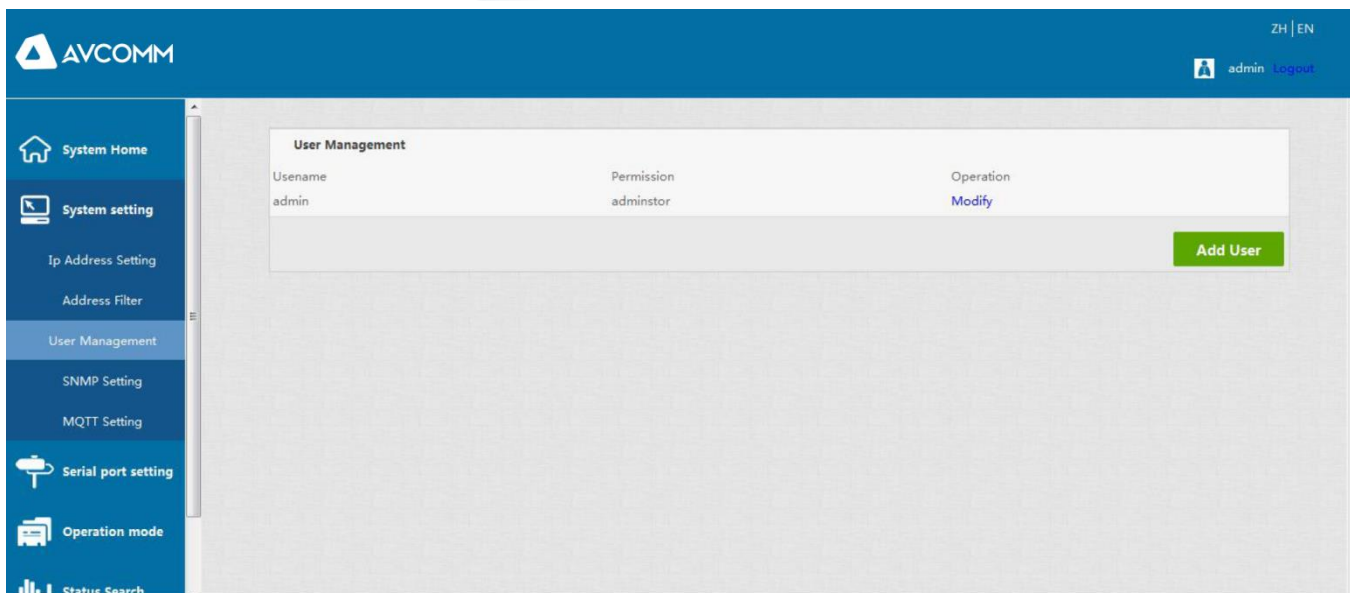 ZH | EN
AVCOMM
admin Logout
System Home
System setting
Ip Address Setting
Address Filter
User Management
SNMP Setting
MQTT Setting
Serial port setting
Operation mode
Status Search
User Management
Usename Permission Operation
admin adminstor Modify
Add User